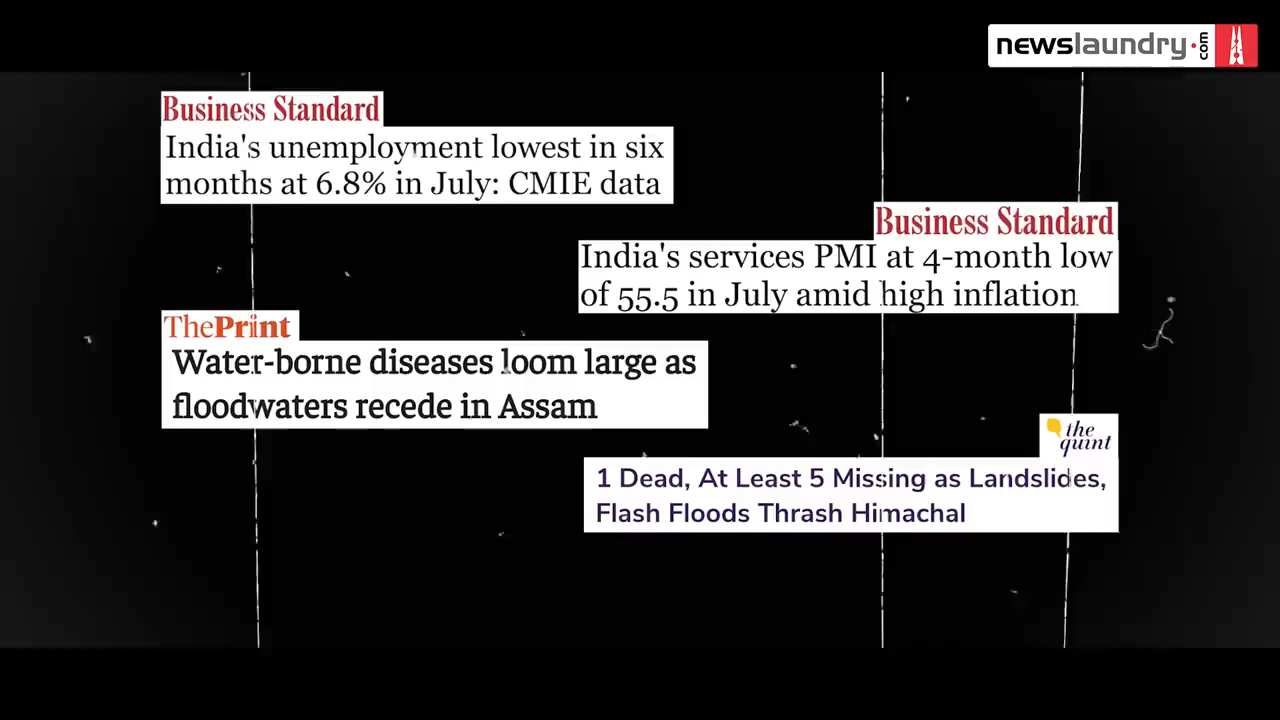 newslaundry.com
Business Standard
India's unemployment lowest in six
months at 6.8% in July: CMIE data
Business Standard
India's services PMI at 4-month low
of 55.5 in July amid high inflation
ThePrint
Water-borne diseases loom large as
floodwaters recede in Assam
the
quint
1 Dead, At Least 5 Missing as Landslides,
Flash Floods Thrash Himachal